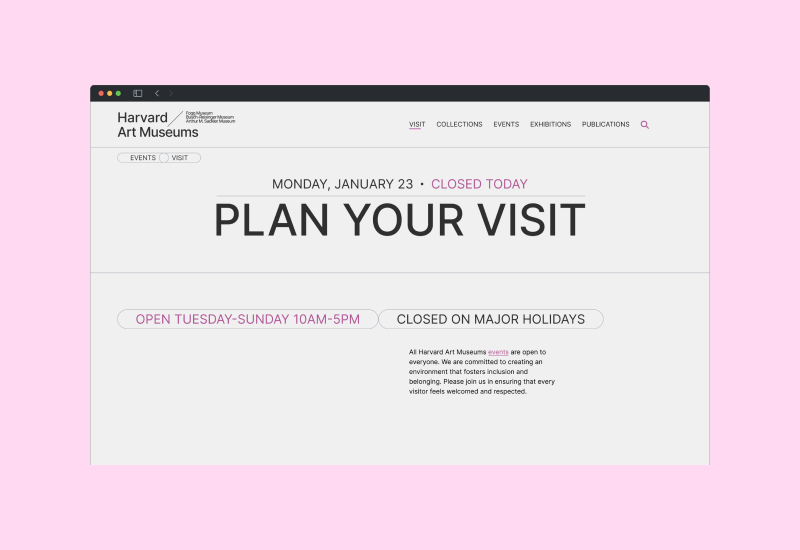 Harvard
Art Museums
Fogg Museum
Busch-Reisinger Museum
Arthur M. Sackler Museum
VISIT COLLECTIONS EVENTS EXHIBITIONS PUBLICATIONS
EVENTS VISIT
MONDAY, JANUARY 23 • CLOSED TODAY
PLAN YOUR VISIT
OPEN TUESDAY-SUNDAY 10AM-5PM CLOSED ON MAJOR HOLIDAYS
All Harvard Art Museums events are open to
everyone. We are committed to creating an
environment that fosters inclusion and
belonging. Please join us in ensuring that every
visitor feels welcomed and respected.